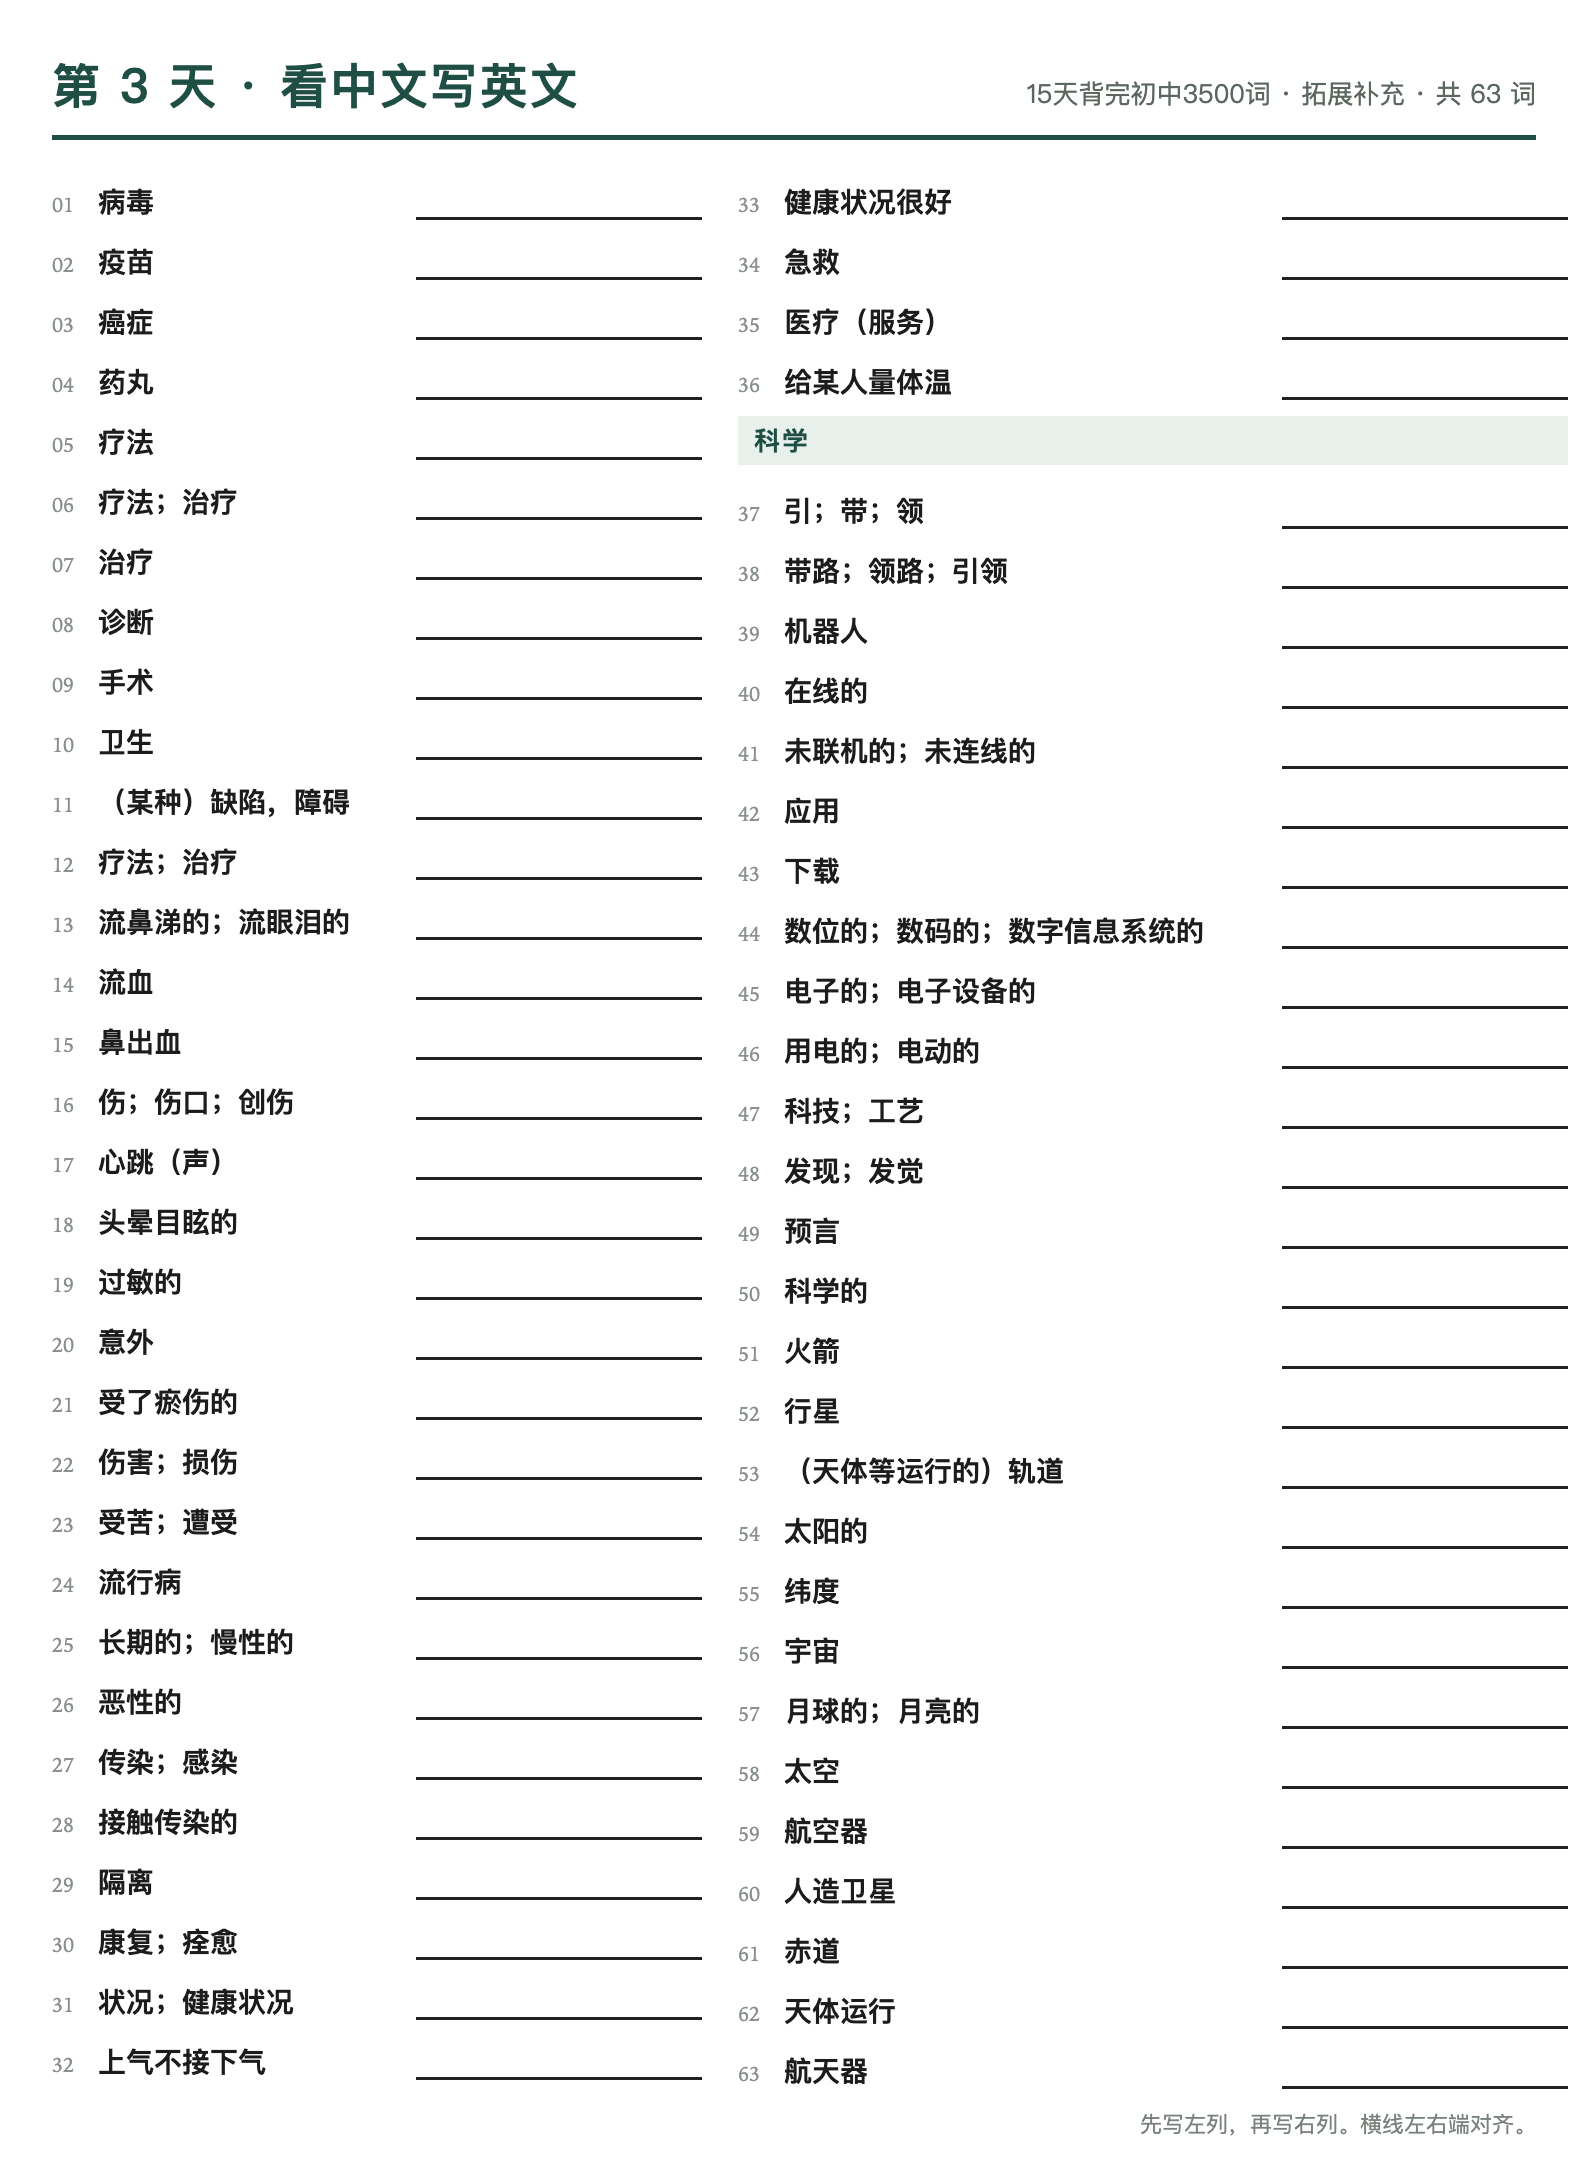 第 3 天 · 看中文写英文
15天背完初中3500词 · 拓展补充 · 共 63 词
01 病毒
02 疫苗
03 癌症
04 药丸
05 疗法
06 疗法；治疗
07 治疗
08 诊断
09 手术
10 卫生
11 （某种）缺陷，障碍
12 疗法；治疗
13 流鼻涕的；流眼泪的
14 流血
15 鼻出血
16 伤；伤口；创伤
17 心跳（声）
18 头晕目眩的
19 过敏的
20 意外
21 受了瘀伤的
22 伤害；损伤
23 受苦；遭受
24 流行病
25 长期的；慢性的
26 恶性的
27 传染；感染
28 接触传染的
29 隔离
30 康复；痊愈
31 状况；健康状况
32 上气不接下气
33 健康状况很好
34 急救
35 医疗（服务）
36 给某人量体温
科学
37 引；带；领
38 带路；领路；引领
39 机器人
40 在线的
41 未联机的；未连线的
42 应用
43 下载
44 数位的；数码的；数字信息系统的
45 电子的；电子设备的
46 用电的；电动的
47 科技；工艺
48 发现；发觉
49 预言
50 科学的
51 火箭
52 行星
53 （天体等运行的）轨道
54 太阳的
55 纬度
56 宇宙
57 月球的；月亮的
58 太空
59 航空器
60 人造卫星
61 赤道
62 天体运行
63 航天器
先写左列，再写右列。横线左右端对齐。